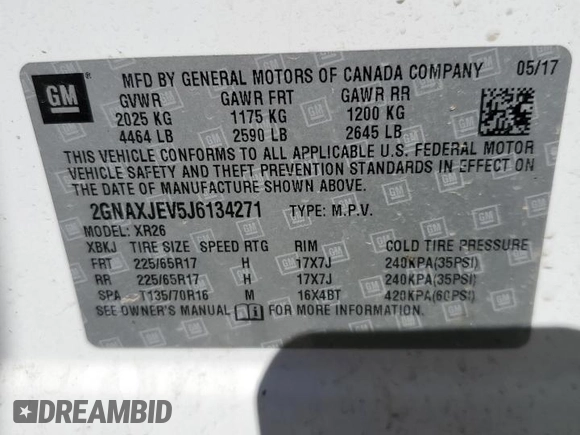 GM ® MFD BY GENERAL MOTORS OF CANADA COMPANY 05/17
GVWR GAWR FRT GAWR RR
2025 KG 1175 KG 1200 KG
4464 LB 2590 LB 2645 LB
THIS VEHICLE CONFORMS TO ALL APPLICABLE U.S. FEDERAL MOTOR
VEHICLE SAFETY AND THEFT PREVENTION STANDARDS IN EFFECT ON
THE DATE OF MANUFACTURE SHOWN ABOVE.
2GNAXJEV5J6134271 TYPE: M.P.V.
MODEL: XR26
XBKJ TIRE SIZE SPEED RTG RIM COLD TIRE PRESSURE
FRT 225/65R17 H 17X7J 240KPA(35PSI)
RR 225/65R17 H 17X7J 240KPA(35PSI)
SPA T135/70R16 M 16X4BT 420KPA(60PSI)
SEE OWNER'S MANUAL FOR MORE INFORMATION.
DREAMBID